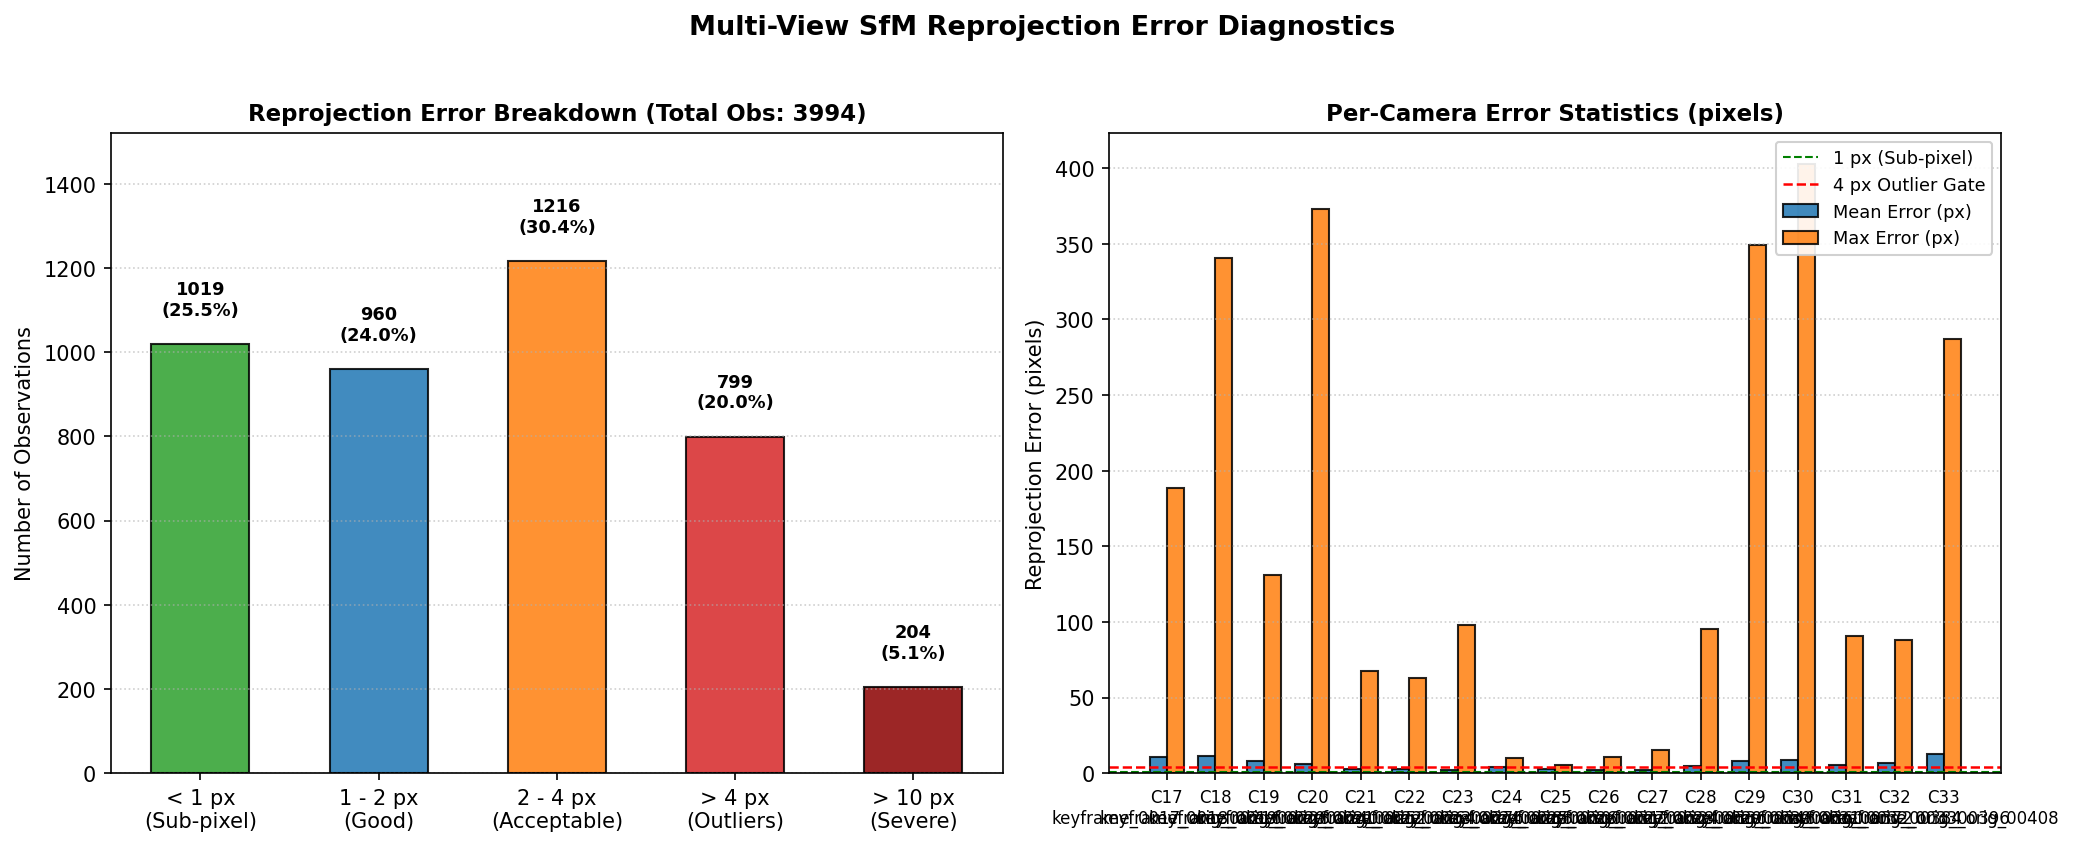 Multi-View SfM Reprojection Error Diagnostics
Reprojection Error Breakdown (Total Obs: 3994)
Number of Observations
1400
1200
1000
800
600
400
200
0
1019
(25.5%)
960
(24.0%)
1216
(30.4%)
799
(20.0%)
204
(5.1%)
< 1 px
(Sub-pixel)
1 - 2 px
(Good)
2 - 4 px
(Acceptable)
> 4 px
(Outliers)
> 10 px
(Severe)
Per-Camera Error Statistics (pixels)
Reprojection Error (pixels)
400
350
300
250
200
150
100
50
0
1 px (Sub-pixel)
4 px Outlier Gate
Mean Error (px)
Max Error (px)
C17 C18 C19 C20 C21 C22 C23 C24 C25 C26 C27 C28 C29 C30 C31 C32 C33